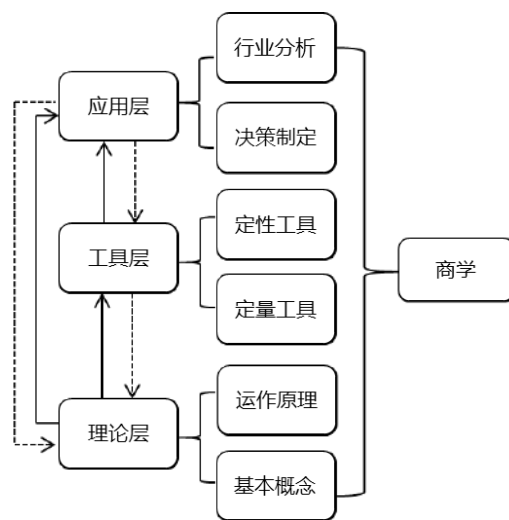 行业分析
应用层
决策制定
定性工具
工具层
商学
定量工具
运作原理
理论层
基本概念